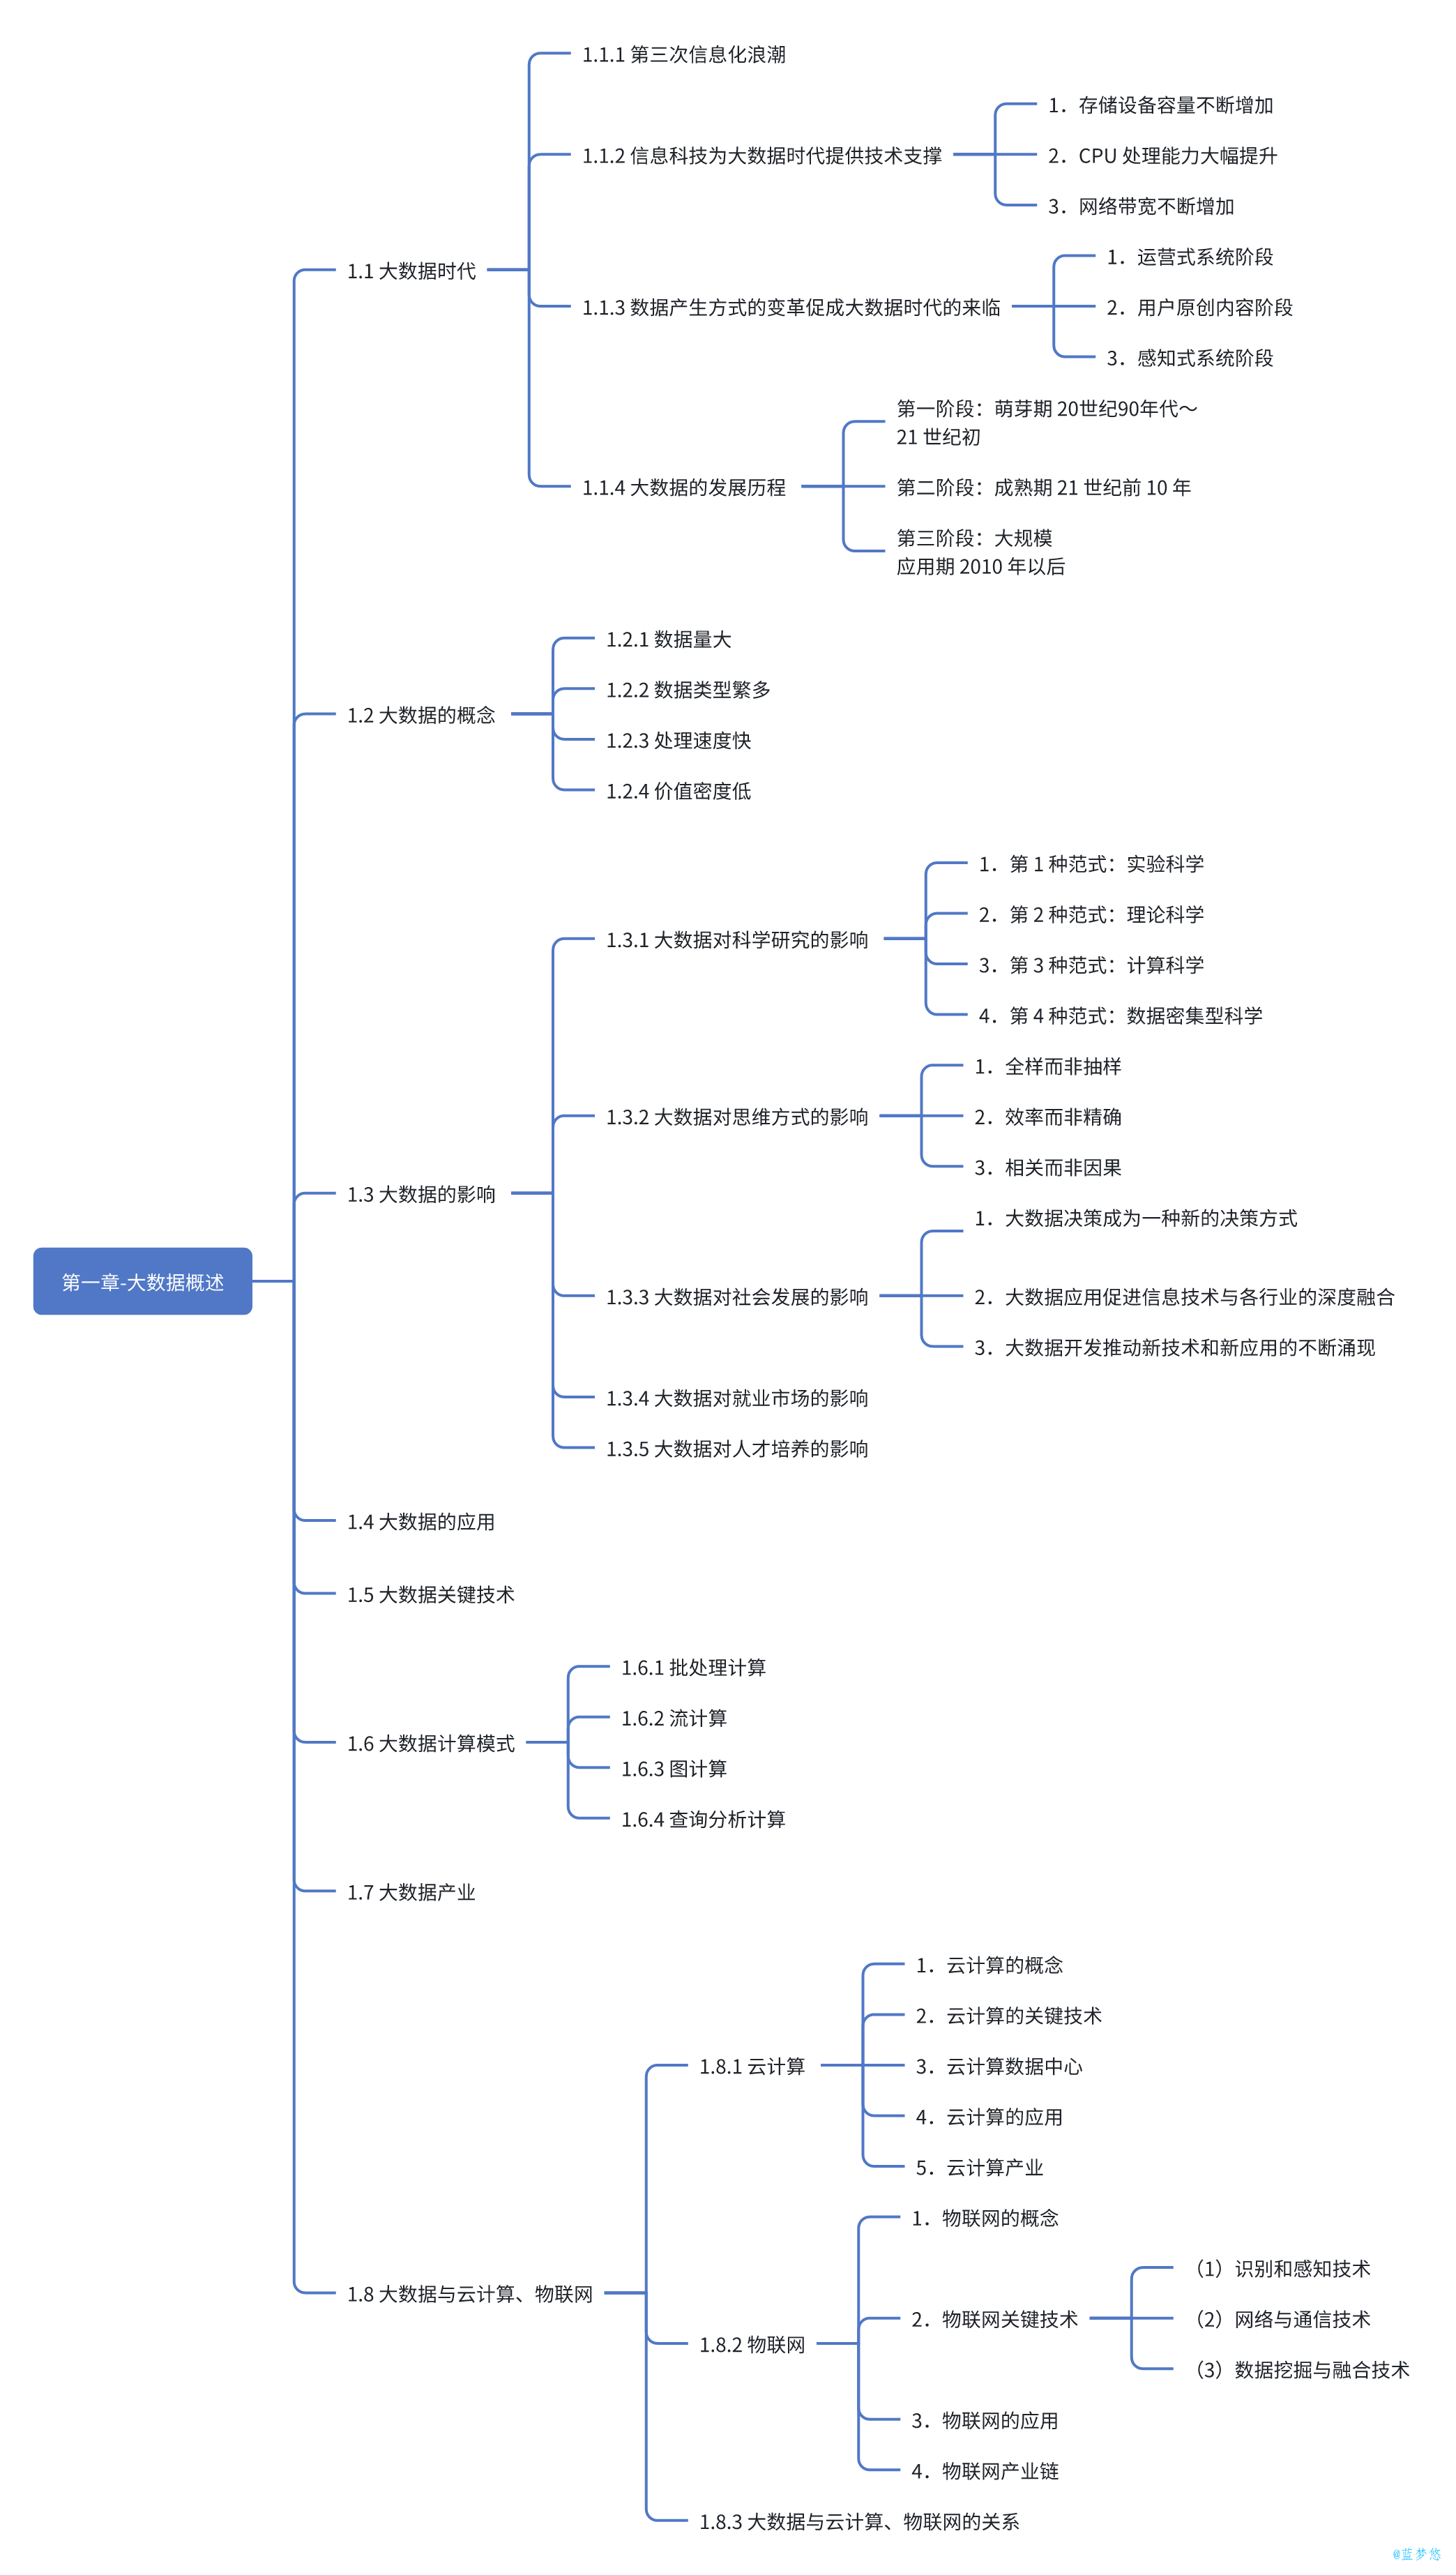 第一章-大数据概述
1.1 大数据时代
1.1.1 第三次信息化浪潮
1.1.2 信息科技为大数据时代提供技术支撑
1．存储设备容量不断增加
2．CPU 处理能力大幅提升
3．网络带宽不断增加
1.1.3 数据产生方式的变革促成大数据时代的来临
1．运营式系统阶段
2．用户原创内容阶段
3．感知式系统阶段
1.1.4 大数据的发展历程
第一阶段：萌芽期 20世纪90年代～
21 世纪初
第二阶段：成熟期 21 世纪前 10 年
第三阶段：大规模
应用期 2010 年以后
1.2 大数据的概念
1.2.1 数据量大
1.2.2 数据类型繁多
1.2.3 处理速度快
1.2.4 价值密度低
1.3 大数据的影响
1.3.1 大数据对科学研究的影响
1．第 1 种范式：实验科学
2．第 2 种范式：理论科学
3．第 3 种范式：计算科学
4．第 4 种范式：数据密集型科学
1.3.2 大数据对思维方式的影响
1．全样而非抽样
2．效率而非精确
3．相关而非因果
1.3.3 大数据对社会发展的影响
1．大数据决策成为一种新的决策方式
2．大数据应用促进信息技术与各行业的深度融合
3．大数据开发推动新技术和新应用的不断涌现
1.3.4 大数据对就业市场的影响
1.3.5 大数据对人才培养的影响
1.4 大数据的应用
1.5 大数据关键技术
1.6 大数据计算模式
1.6.1 批处理计算
1.6.2 流计算
1.6.3 图计算
1.6.4 查询分析计算
1.7 大数据产业
1.8 大数据与云计算、物联网
1.8.1 云计算
1．云计算的概念
2．云计算的关键技术
3．云计算数据中心
4．云计算的应用
5．云计算产业
1.8.2 物联网
1．物联网的概念
2．物联网关键技术
（1）识别和感知技术
（2）网络与通信技术
（3）数据挖掘与融合技术
3．物联网的应用
4．物联网产业链
1.8.3 大数据与云计算、物联网的关系
@蓝梦悠